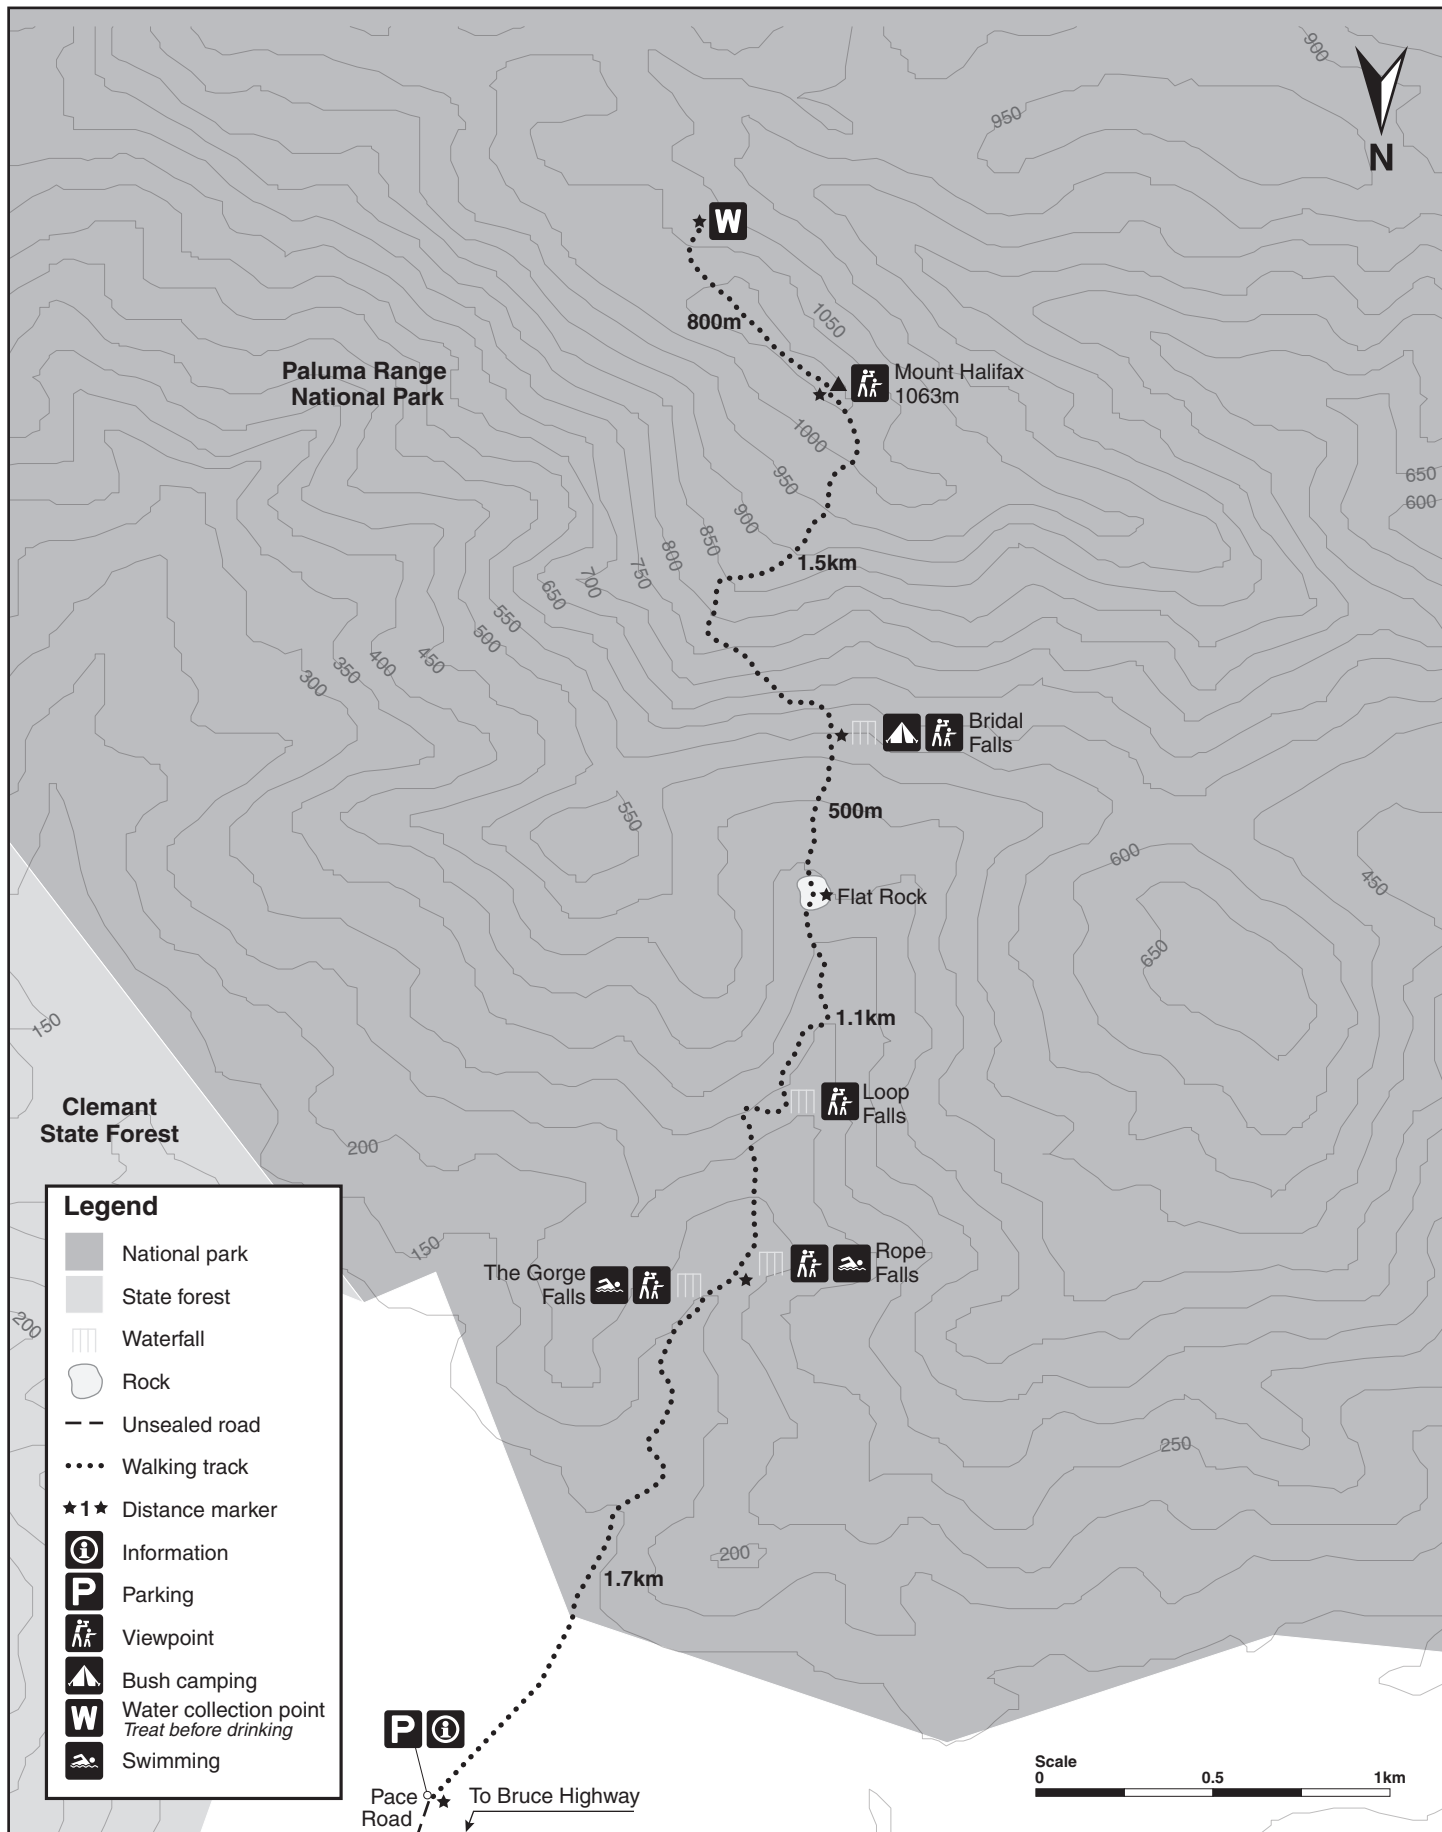 900
950
N
W
1050
800m
Paluma Range
National Park
Mount Halifax
1063m
1000
950
900
850
800
750
700
650
550
500
450
400
350
300
650
600
1.5km
Bridal
Falls
500m
550
600
450
Flat Rock
650
150
1.1km
Clemant
State Forest
Loop
Falls
200
150
200
The Gorge
Falls
Rope
Falls
250
200
1.7km
Legend
National park
State forest
Waterfall
Rock
Unsealed road
Walking track
1 Distance marker
i Information
P Parking
Viewpoint
Bush camping
W Water collection point
Treat before drinking
Swimming
P i
Pace
Road
To Bruce Highway
Scale
0 0.5 1km